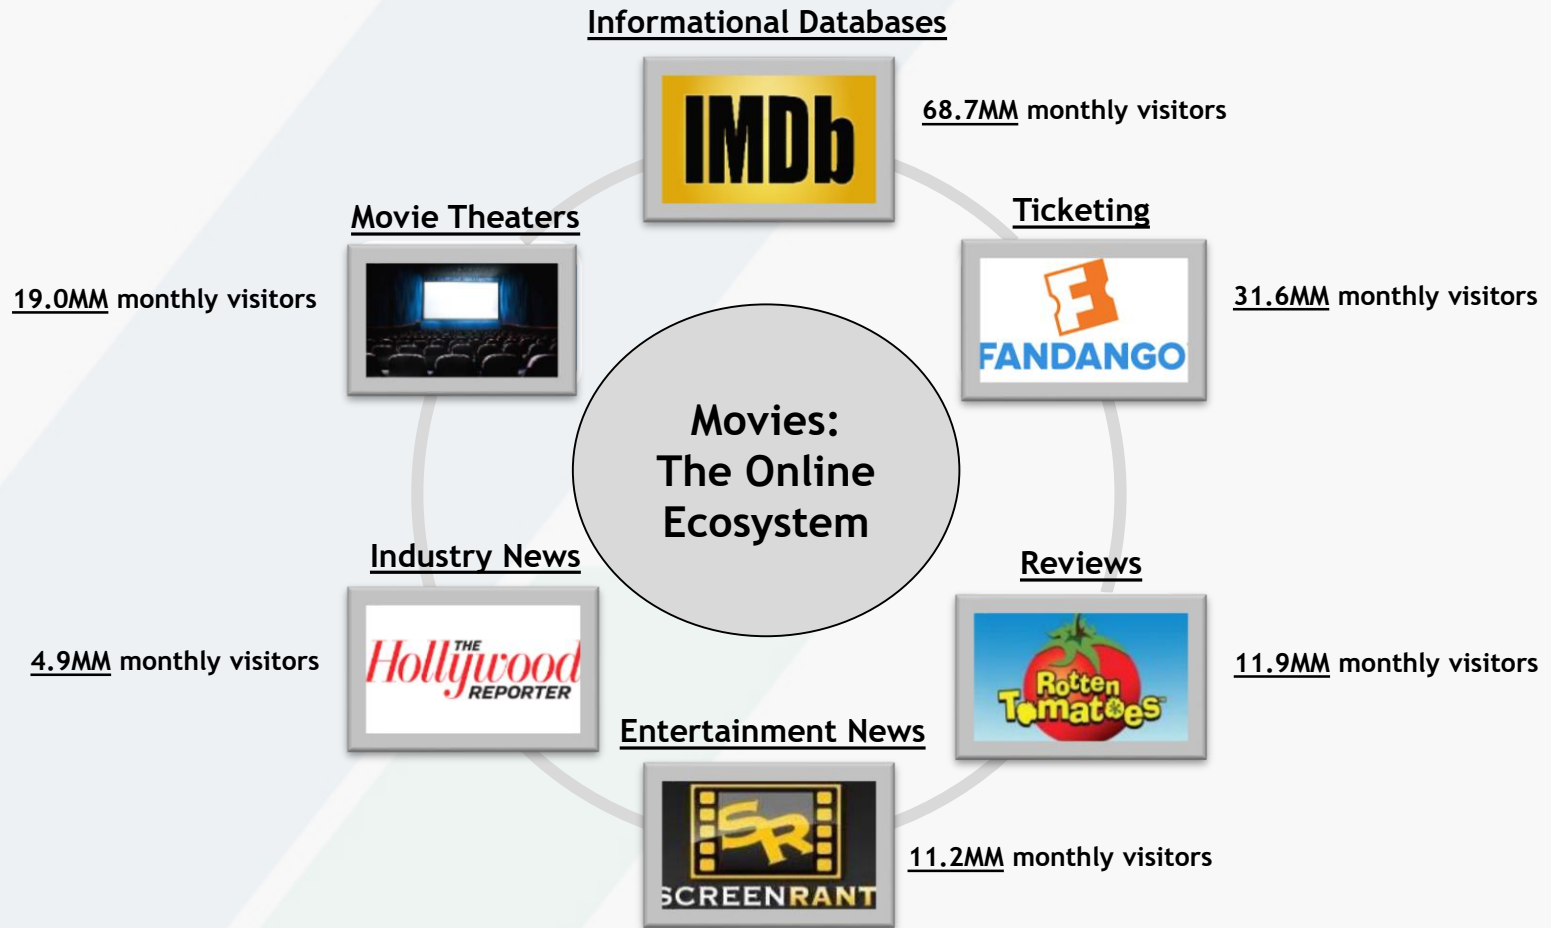 Informational Databases
IMDb
68.7MM monthly visitors
Movie Theaters
19.0MM monthly visitors
Ticketing
F
FANDANGO
31.6MM monthly visitors
Movies:
The Online
Ecosystem
Industry News
THE
Hollywood
REPORTER
4.9MM monthly visitors
Reviews
Rotten
Tomatoes
11.9MM monthly visitors
Entertainment News
SR
SCREENRANT
11.2MM monthly visitors